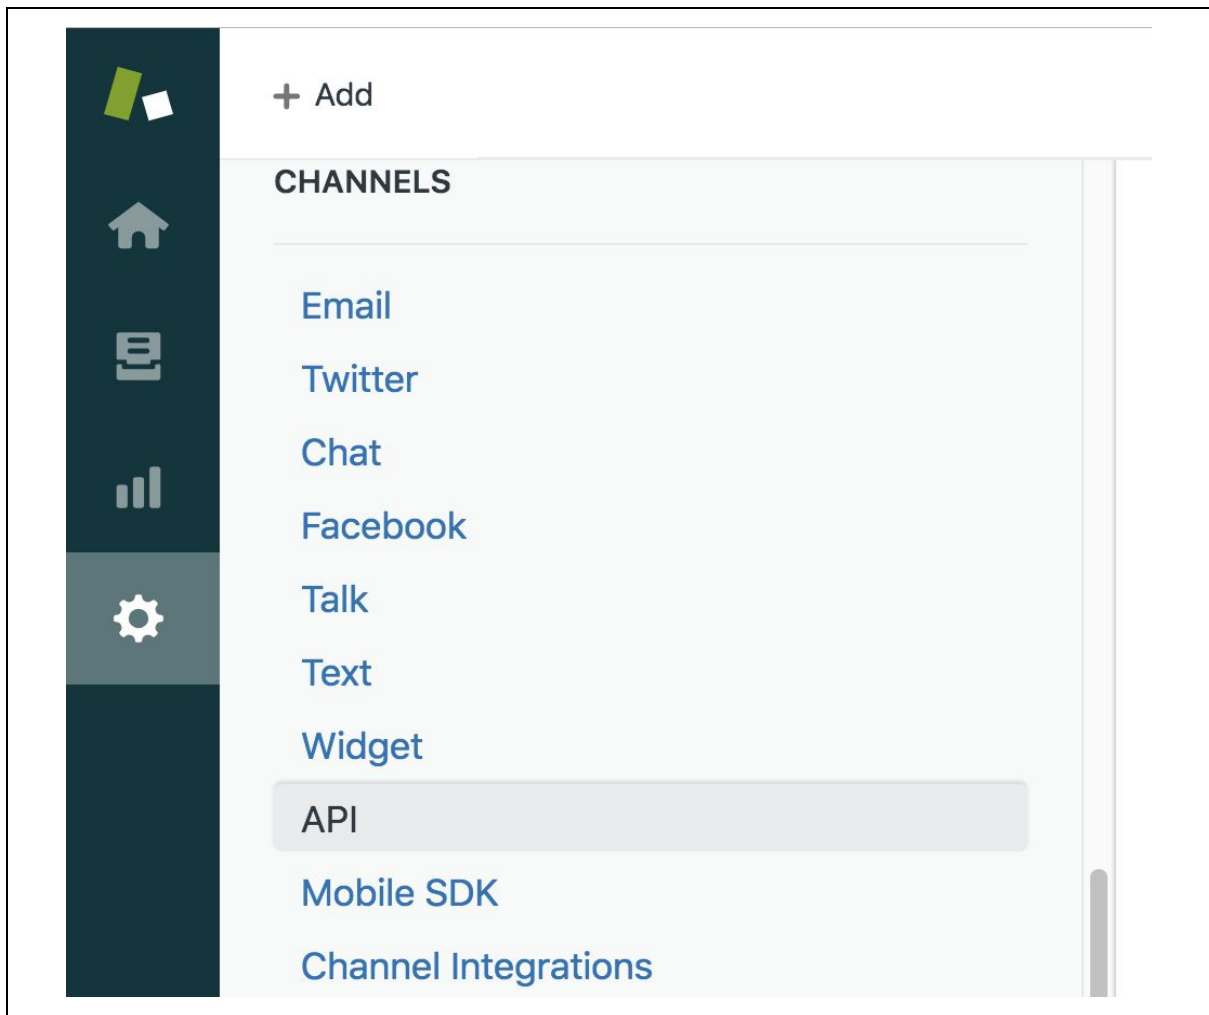 + Add
CHANNELS
Email
Twitter
Chat
Facebook
Talk
Text
Widget
API
Mobile SDK
Channel Integrations